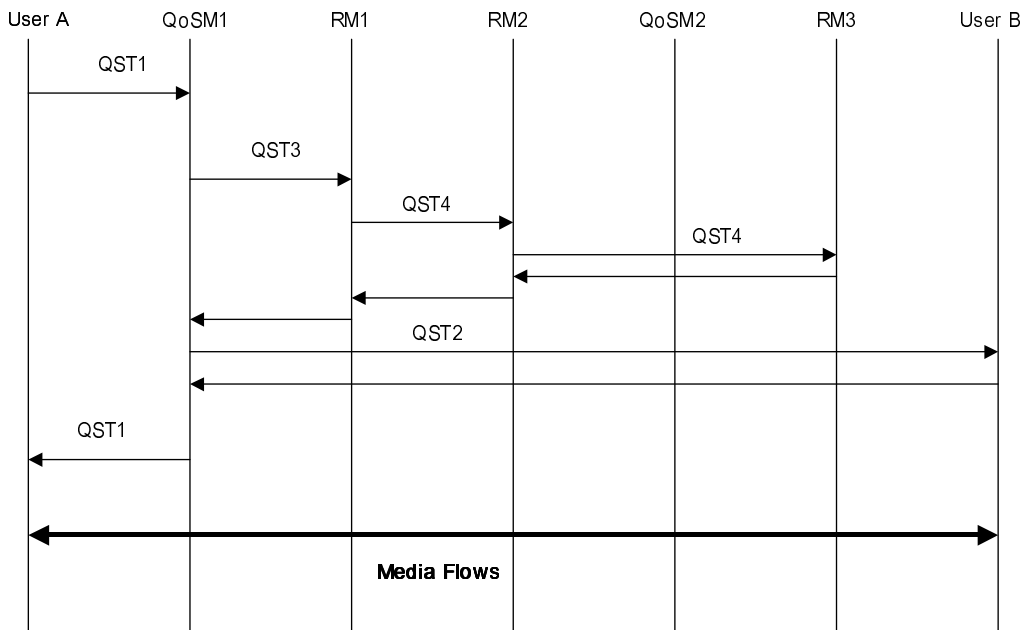 User A QoSM1 RM1 RM2 QoSM2 RM3 User B
QST1
QST3
QST4
QST4
QST2
QST1
Media Flows